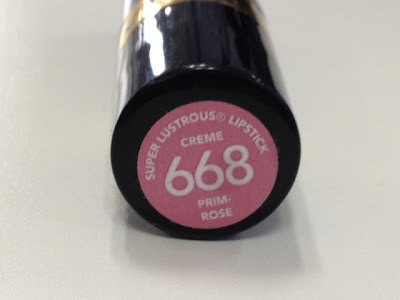 SUPER LUSTROUS® LIPSTICK
CREME
668
PRIM-
ROSE